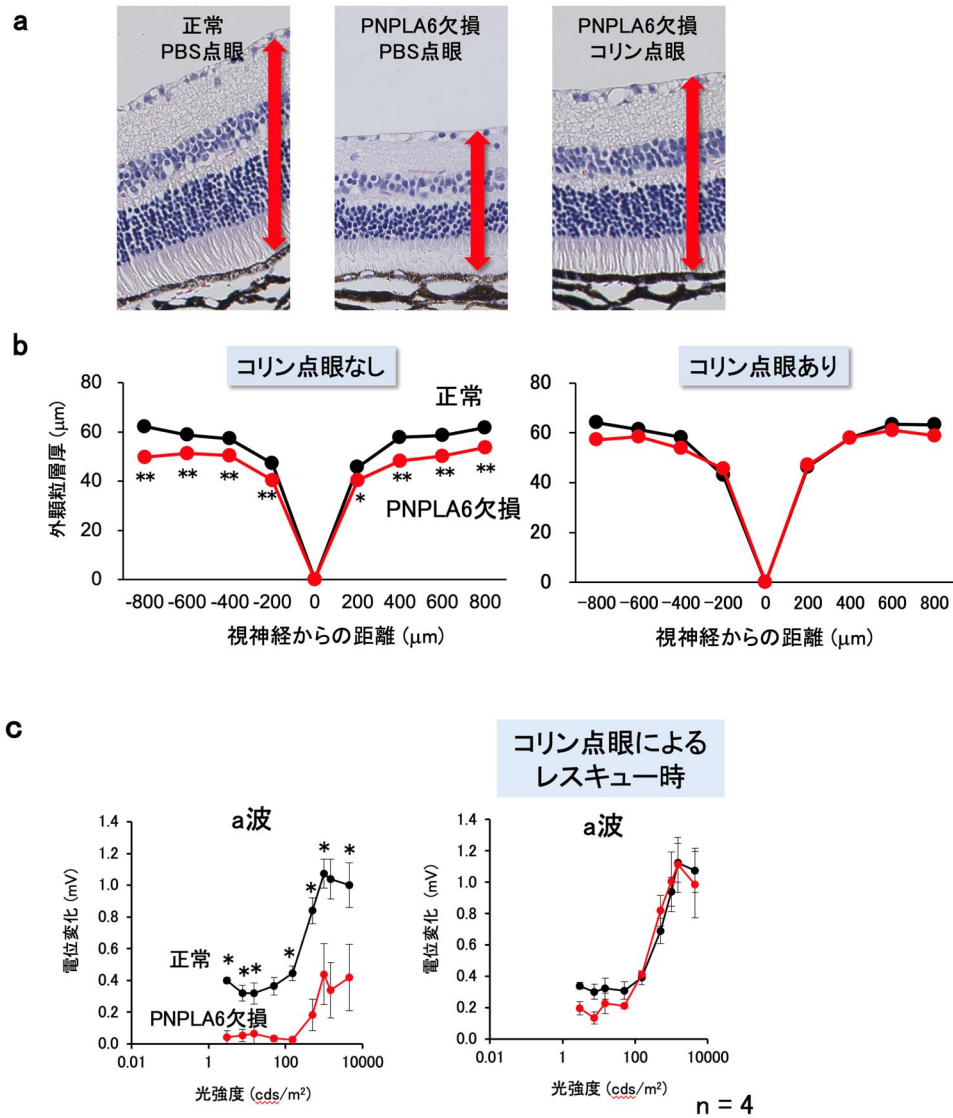 a
正常
PBS点眼
PNPLA6欠損
PBS点眼
PNPLA6欠損
コリン点眼
b
コリン点眼なし
80
60
40
20
0
外顆粒層厚 (μm)
正常
PNPLA6欠損
** ** ** ** * ** ** **
-800 -600 -400 -200 0 200 400 600 800
視神経からの距離 (μm)
コリン点眼あり
80
60
40
20
0
-800 -600 -400 -200 0 200 400 600 800
視神経からの距離 (μm)
c
a波
1.4
1.2
1.0
0.8
0.6
0.4
0.2
0.0
電位変化 (mV)
正常
PNPLA6欠損
* * * * * * *
0.01 1 100 10000
光強度 (cds/m²)
コリン点眼による
レスキュー時
a波
1.4
1.2
1.0
0.8
0.6
0.4
0.2
0.0
電位変化 (mV)
0.01 1 100 10000
光強度 (cds/m²)
n = 4